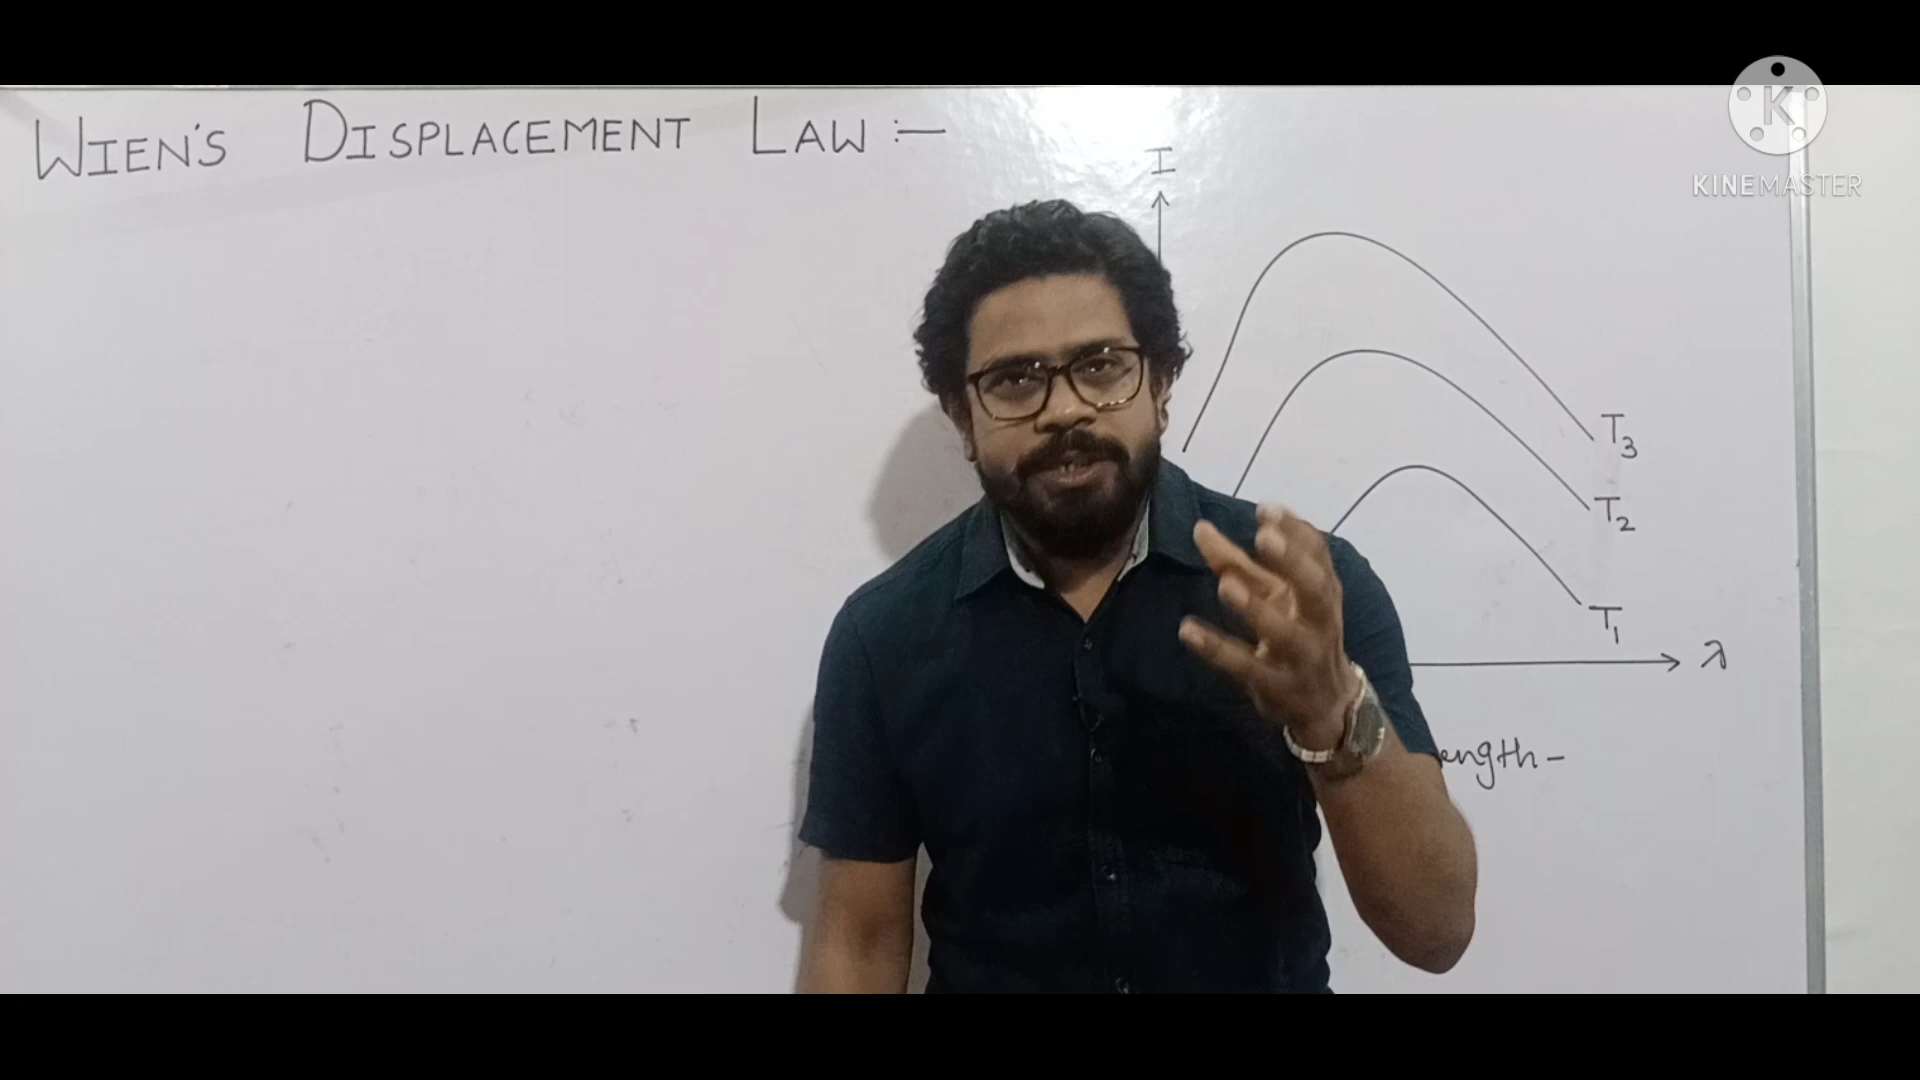 WIEN'S DISPLACEMENT LAW :-
I
K
KINEMASTER
T3
T2
T1
λ
ength-